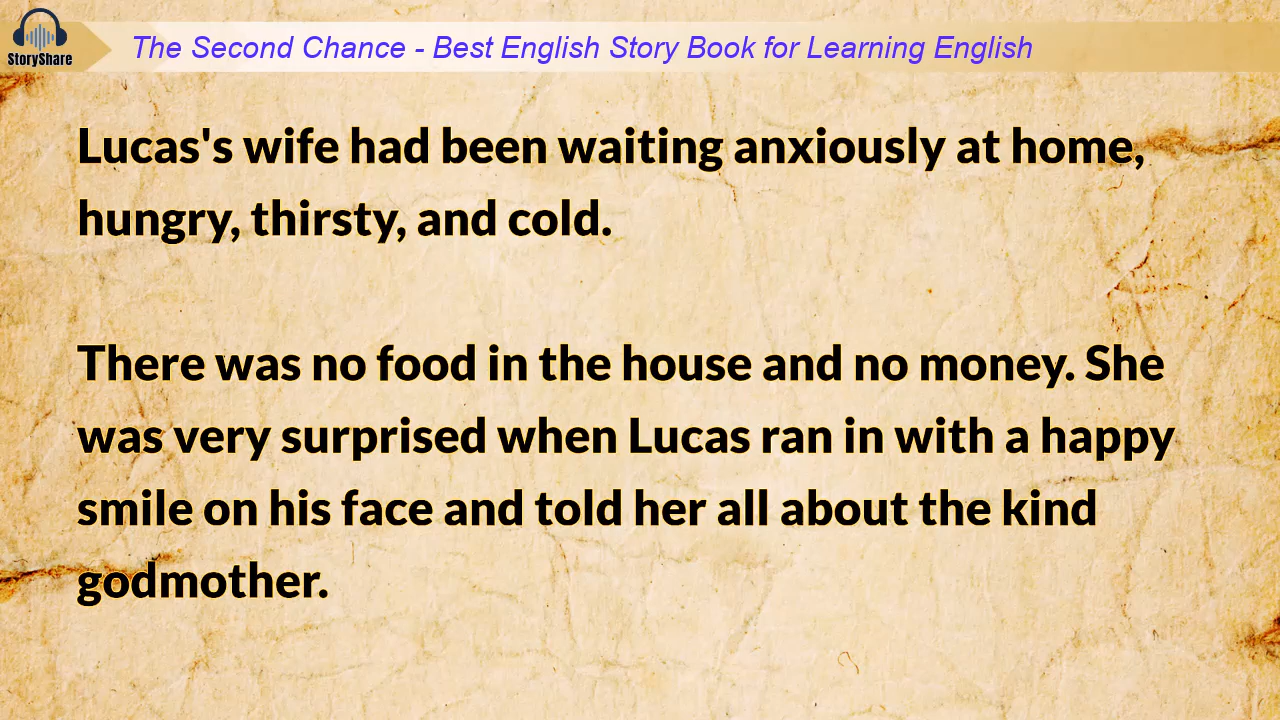 StoryShare
The Second Chance - Best English Story Book for Learning English
Lucas's wife had been waiting anxiously at home,
hungry, thirsty, and cold.
There was no food in the house and no money. She
was very surprised when Lucas ran in with a happy
smile on his face and told her all about the kind
godmother.